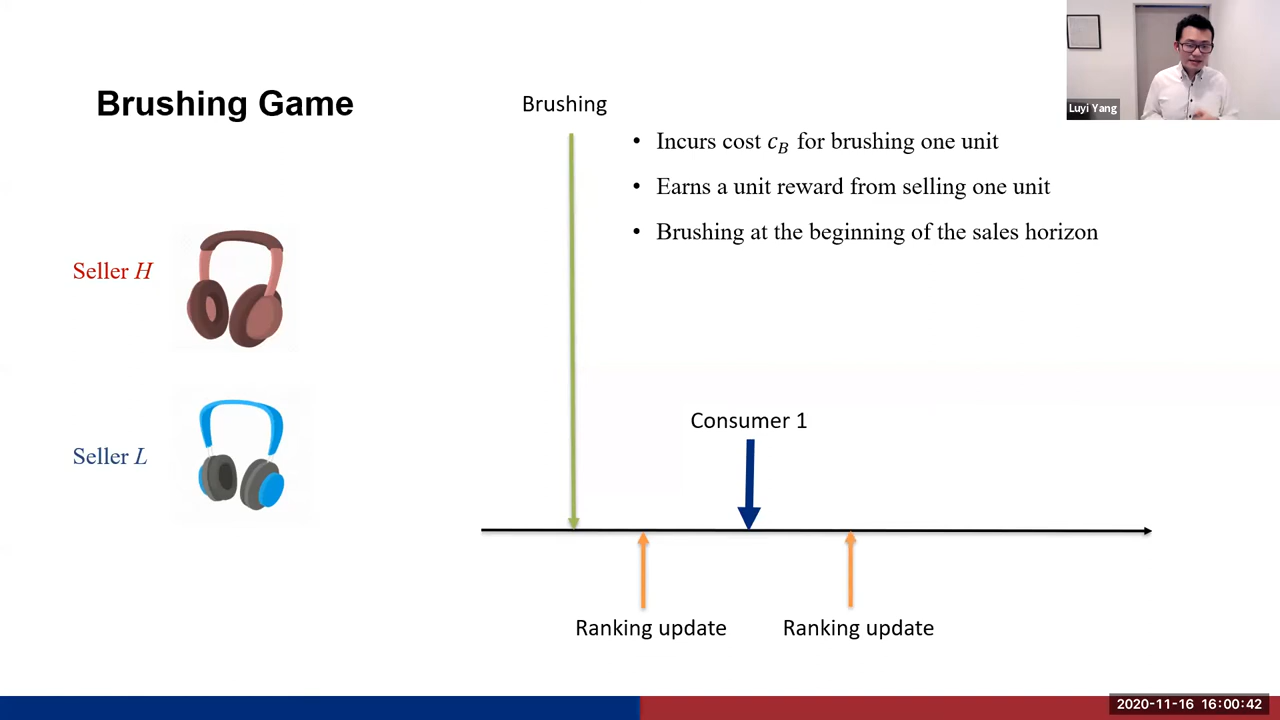 Brushing Game
Brushing
Luyi Yang
• Incurs cost c_B for brushing one unit
• Earns a unit reward from selling one unit
• Brushing at the beginning of the sales horizon
Seller H
Seller L
Consumer 1
Ranking update
Ranking update
2020-11-16 16:00:42